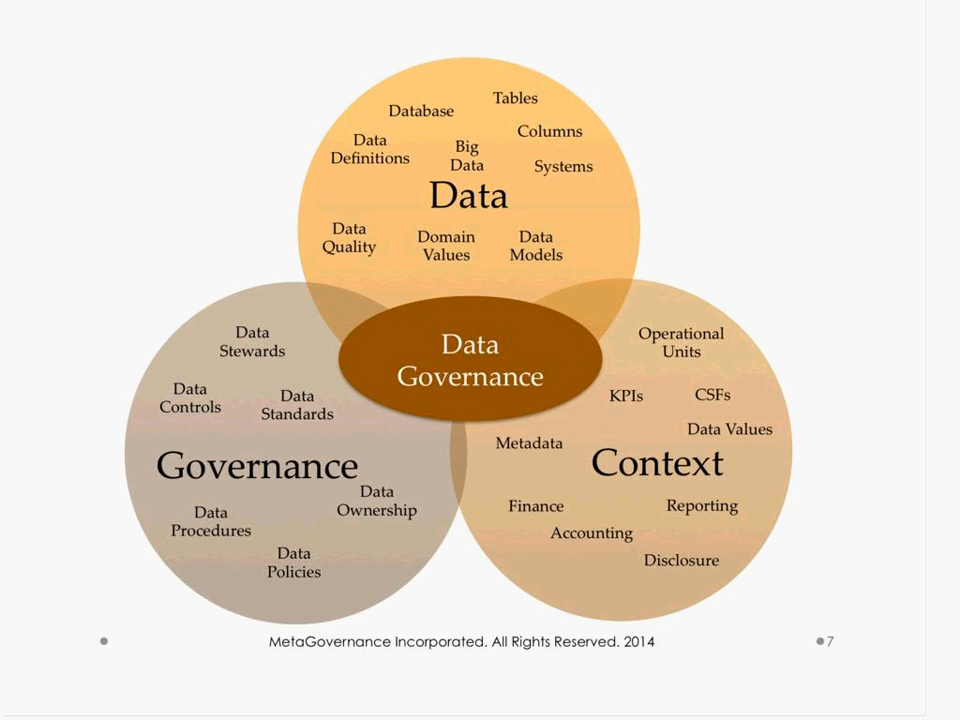 Tables
Database
Columns
Data
Definitions
Big
Data
Systems
Data
Data
Quality
Domain
Values
Data
Models
Data
Governance
Data
Stewards
Data
Controls
Data
Standards
Governance
Data
Ownership
Data
Procedures
Data
Policies
Operational
Units
KPIs
CSFs
Data Values
Metadata
Context
Finance
Reporting
Accounting
Disclosure
MetaGovernance Incorporated. All Rights Reserved. 2014
7